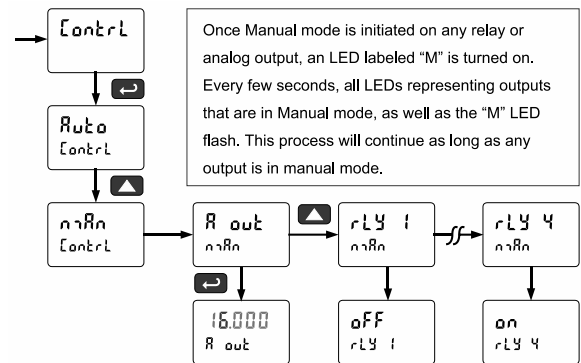 Contrl
Once Manual mode is initiated on any relay or
analog output, an LED labeled “M” is turned on.
Every few seconds, all LEDs representing outputs
that are in Manual mode, as well as the “M” LED
flash. This process will continue as long as any
output is in manual mode.
Auto
Contrl
mAn
Contrl
A out
mAn
rLY 1
mAn
rLY 4
mAn
16.000
A out
oFF
rLY 1
on
rLY 4